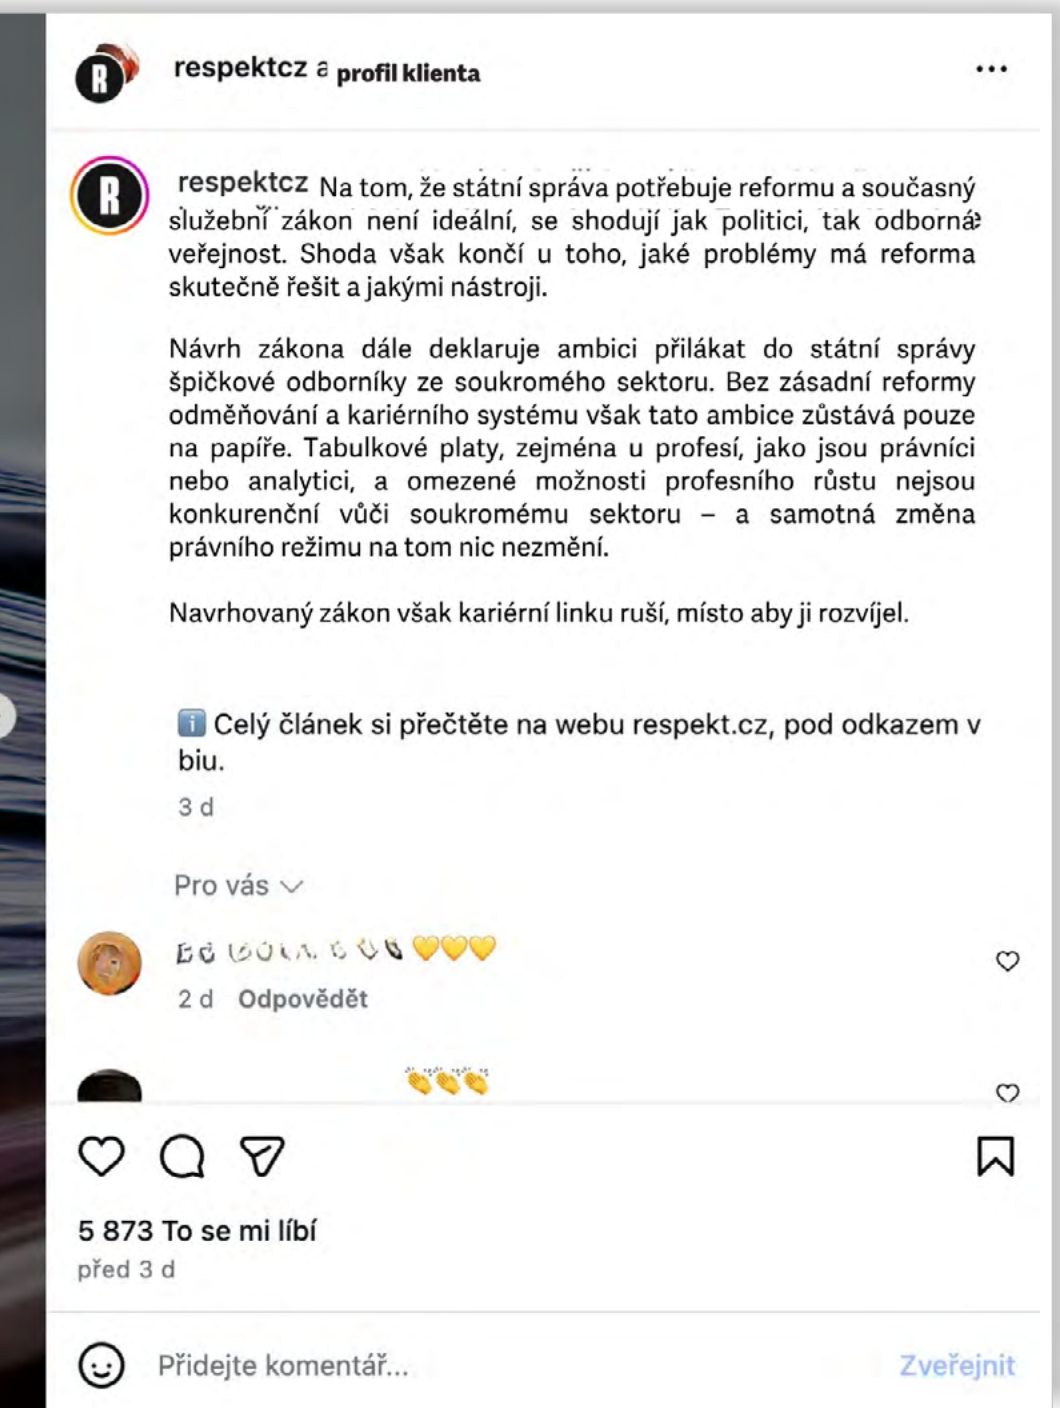 R
respektcz a profil klienta
R
respektcz Na tom, že státní správa potřebuje reformu a současný
služební zákon není ideální, se shodují jak politici, tak odborná
veřejnost. Shoda však končí u toho, jaké problémy má reforma
skutečně řešit a jakými nástroji.
Návrh zákona dále deklaruje ambici přilákat do státní správy
špičkové odborníky ze soukromého sektoru. Bez zásadní reformy
odměňování a kariérního systému však tato ambice zůstává pouze
na papíře. Tabulkové platy, zejména u profesí, jako jsou právníci
nebo analytici, a omezené možnosti profesního růstu nejsou
konkurenční vůči soukromému sektoru – a samotná změna
právního režimu na tom nic nezmění.
Navrhovaný zákon však kariérní linku ruší, místo aby ji rozvíjel.
ℹ️ Celý článek si přečtěte na webu respekt.cz, pod odkazem v
biu.
3 d
Pro vás
💛💛💛
2 d Odpovědět
👏👏👏
5 873 To se mi líbí
před 3 d
Přidejte komentář... Zveřejnit